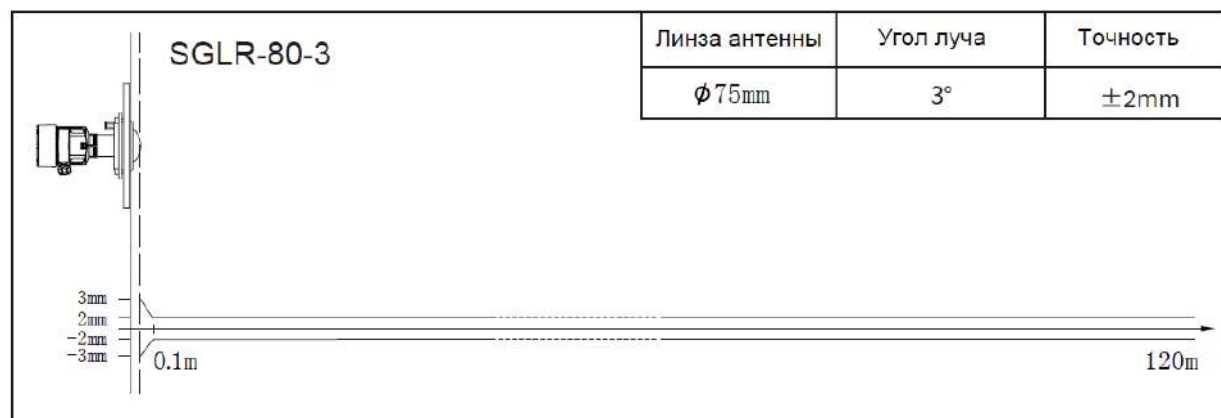 SGLR-80-3
Линза антенны Угол луча Точность
ϕ75mm 3° ±2mm
3mm
2mm
-2mm
-3mm
0.1m 120m